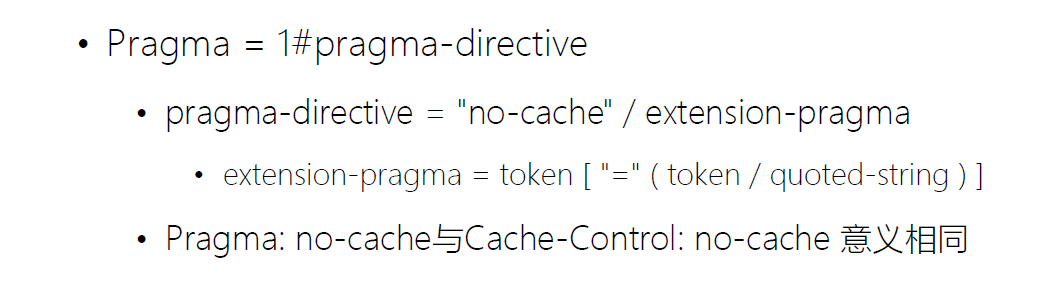 • Pragma = 1#pragma-directive
• pragma-directive = "no-cache" / extension-pragma
• extension-pragma = token [ "=" ( token / quoted-string ) ]
• Pragma: no-cache与Cache-Control: no-cache 意义相同